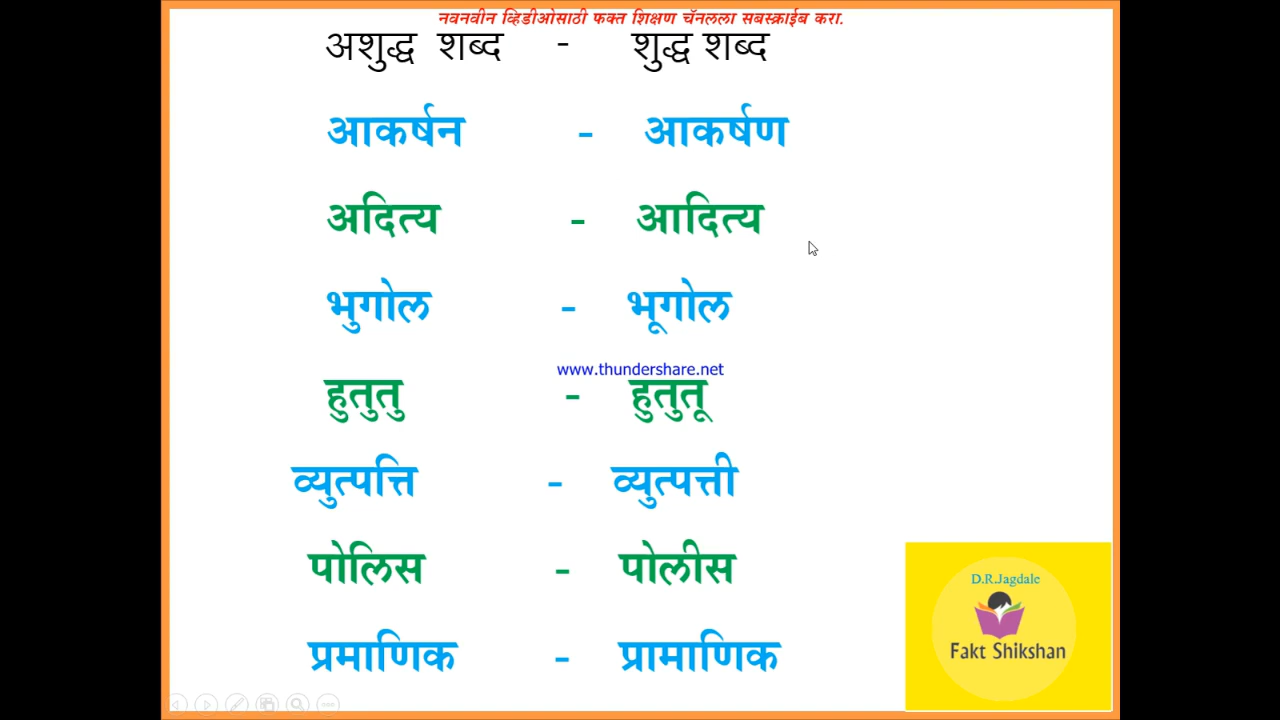 नवनवीन व्हिडीओसाठी फक्त शिक्षण चॅनलला सबस्क्राईब करा.
अशुद्ध शब्द - शुद्ध शब्द
आकर्षन - आकर्षण
अदित्य - आदित्य
भुगोल - भूगोल
www.thundershare.net
हुतुतु - हुतुतू
व्युत्पत्ति - व्युत्पत्ती
पोलिस - पोलीस
प्रमाणिक - प्रामाणिक
D.R.Jagdale
Fakt Shikshan